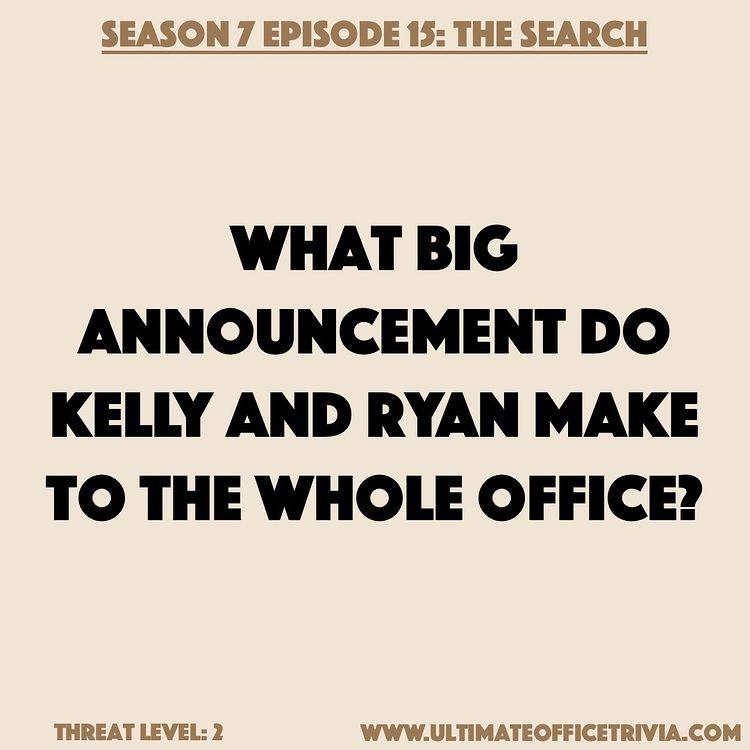 SEASON 7 EPISODE 15: THE SEARCH
WHAT BIG
ANNOUNCEMENT DO
KELLY AND RYAN MAKE
TO THE WHOLE OFFICE?
THREAT LEVEL: 2
WWW.ULTIMATEOFFICETRIVIA.COM